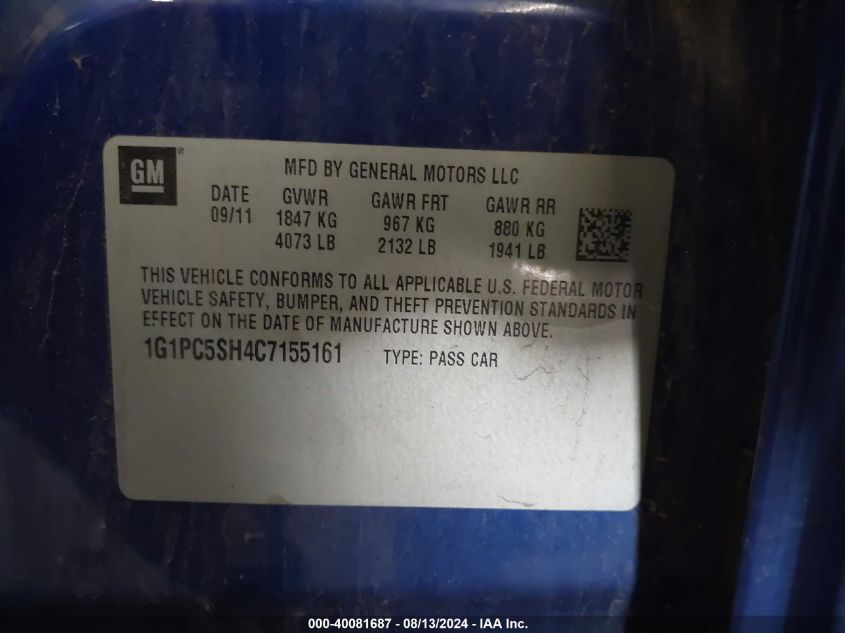 GM ®
MFD BY GENERAL MOTORS LLC
DATE GVWR GAWR FRT GAWR RR
09/11 1847 KG 967 KG 880 KG
4073 LB 2132 LB 1941 LB
THIS VEHICLE CONFORMS TO ALL APPLICABLE U.S. FEDERAL MOTOR
VEHICLE SAFETY, BUMPER, AND THEFT PREVENTION STANDARDS IN
EFFECT ON THE DATE OF MANUFACTURE SHOWN ABOVE.
1G1PC5SH4C7155161 TYPE: PASS CAR
000-40081687 - 08/13/2024 - IAA Inc.